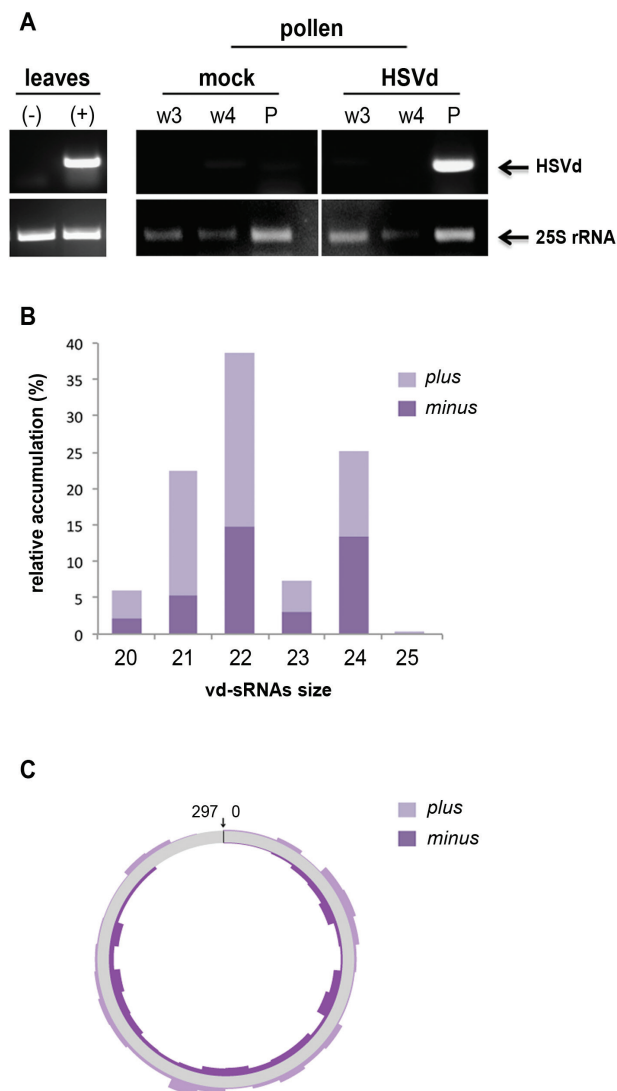 A
pollen
leaves mock HSVd
(-) (+) w3 w4 P w3 w4 P
HSVd
25S rRNA
B
40
35
30
25
20
15
10
5
0
relative accumulation (%)
plus
minus
20 21 22 23 24 25
vd-sRNAs size
C
297 0
plus
minus